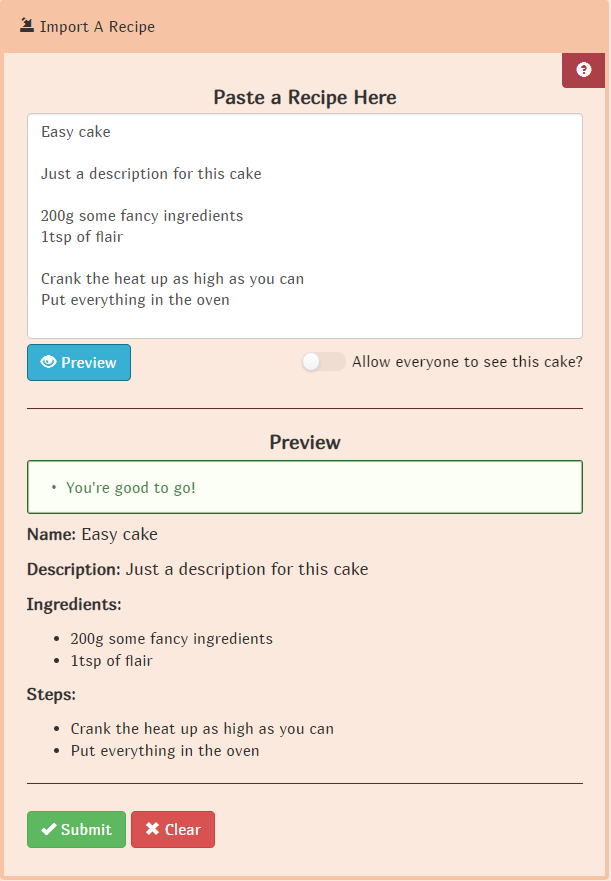 Import A Recipe
Paste a Recipe Here
Easy cake
Just a description for this cake
200g some fancy ingredients
1tsp of flair
Crank the heat up as high as you can
Put everything in the oven
Preview
Allow everyone to see this cake?
Preview
• You're good to go!
Name: Easy cake
Description: Just a description for this cake
Ingredients:
• 200g some fancy ingredients
• 1tsp of flair
Steps:
• Crank the heat up as high as you can
• Put everything in the oven
Submit
Clear